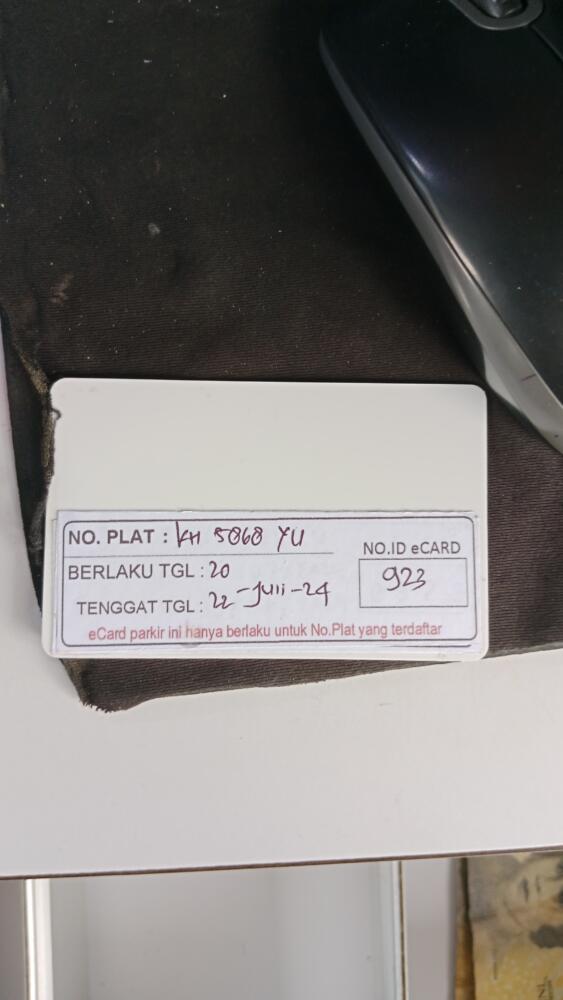 NO. PLAT : KH 5868 YU
NO.ID eCARD
923
BERLAKU TGL : 20
TENGGAT TGL : 22-Juli-24
eCard parkir ini hanya berlaku untuk No.Plat yang terdaftar